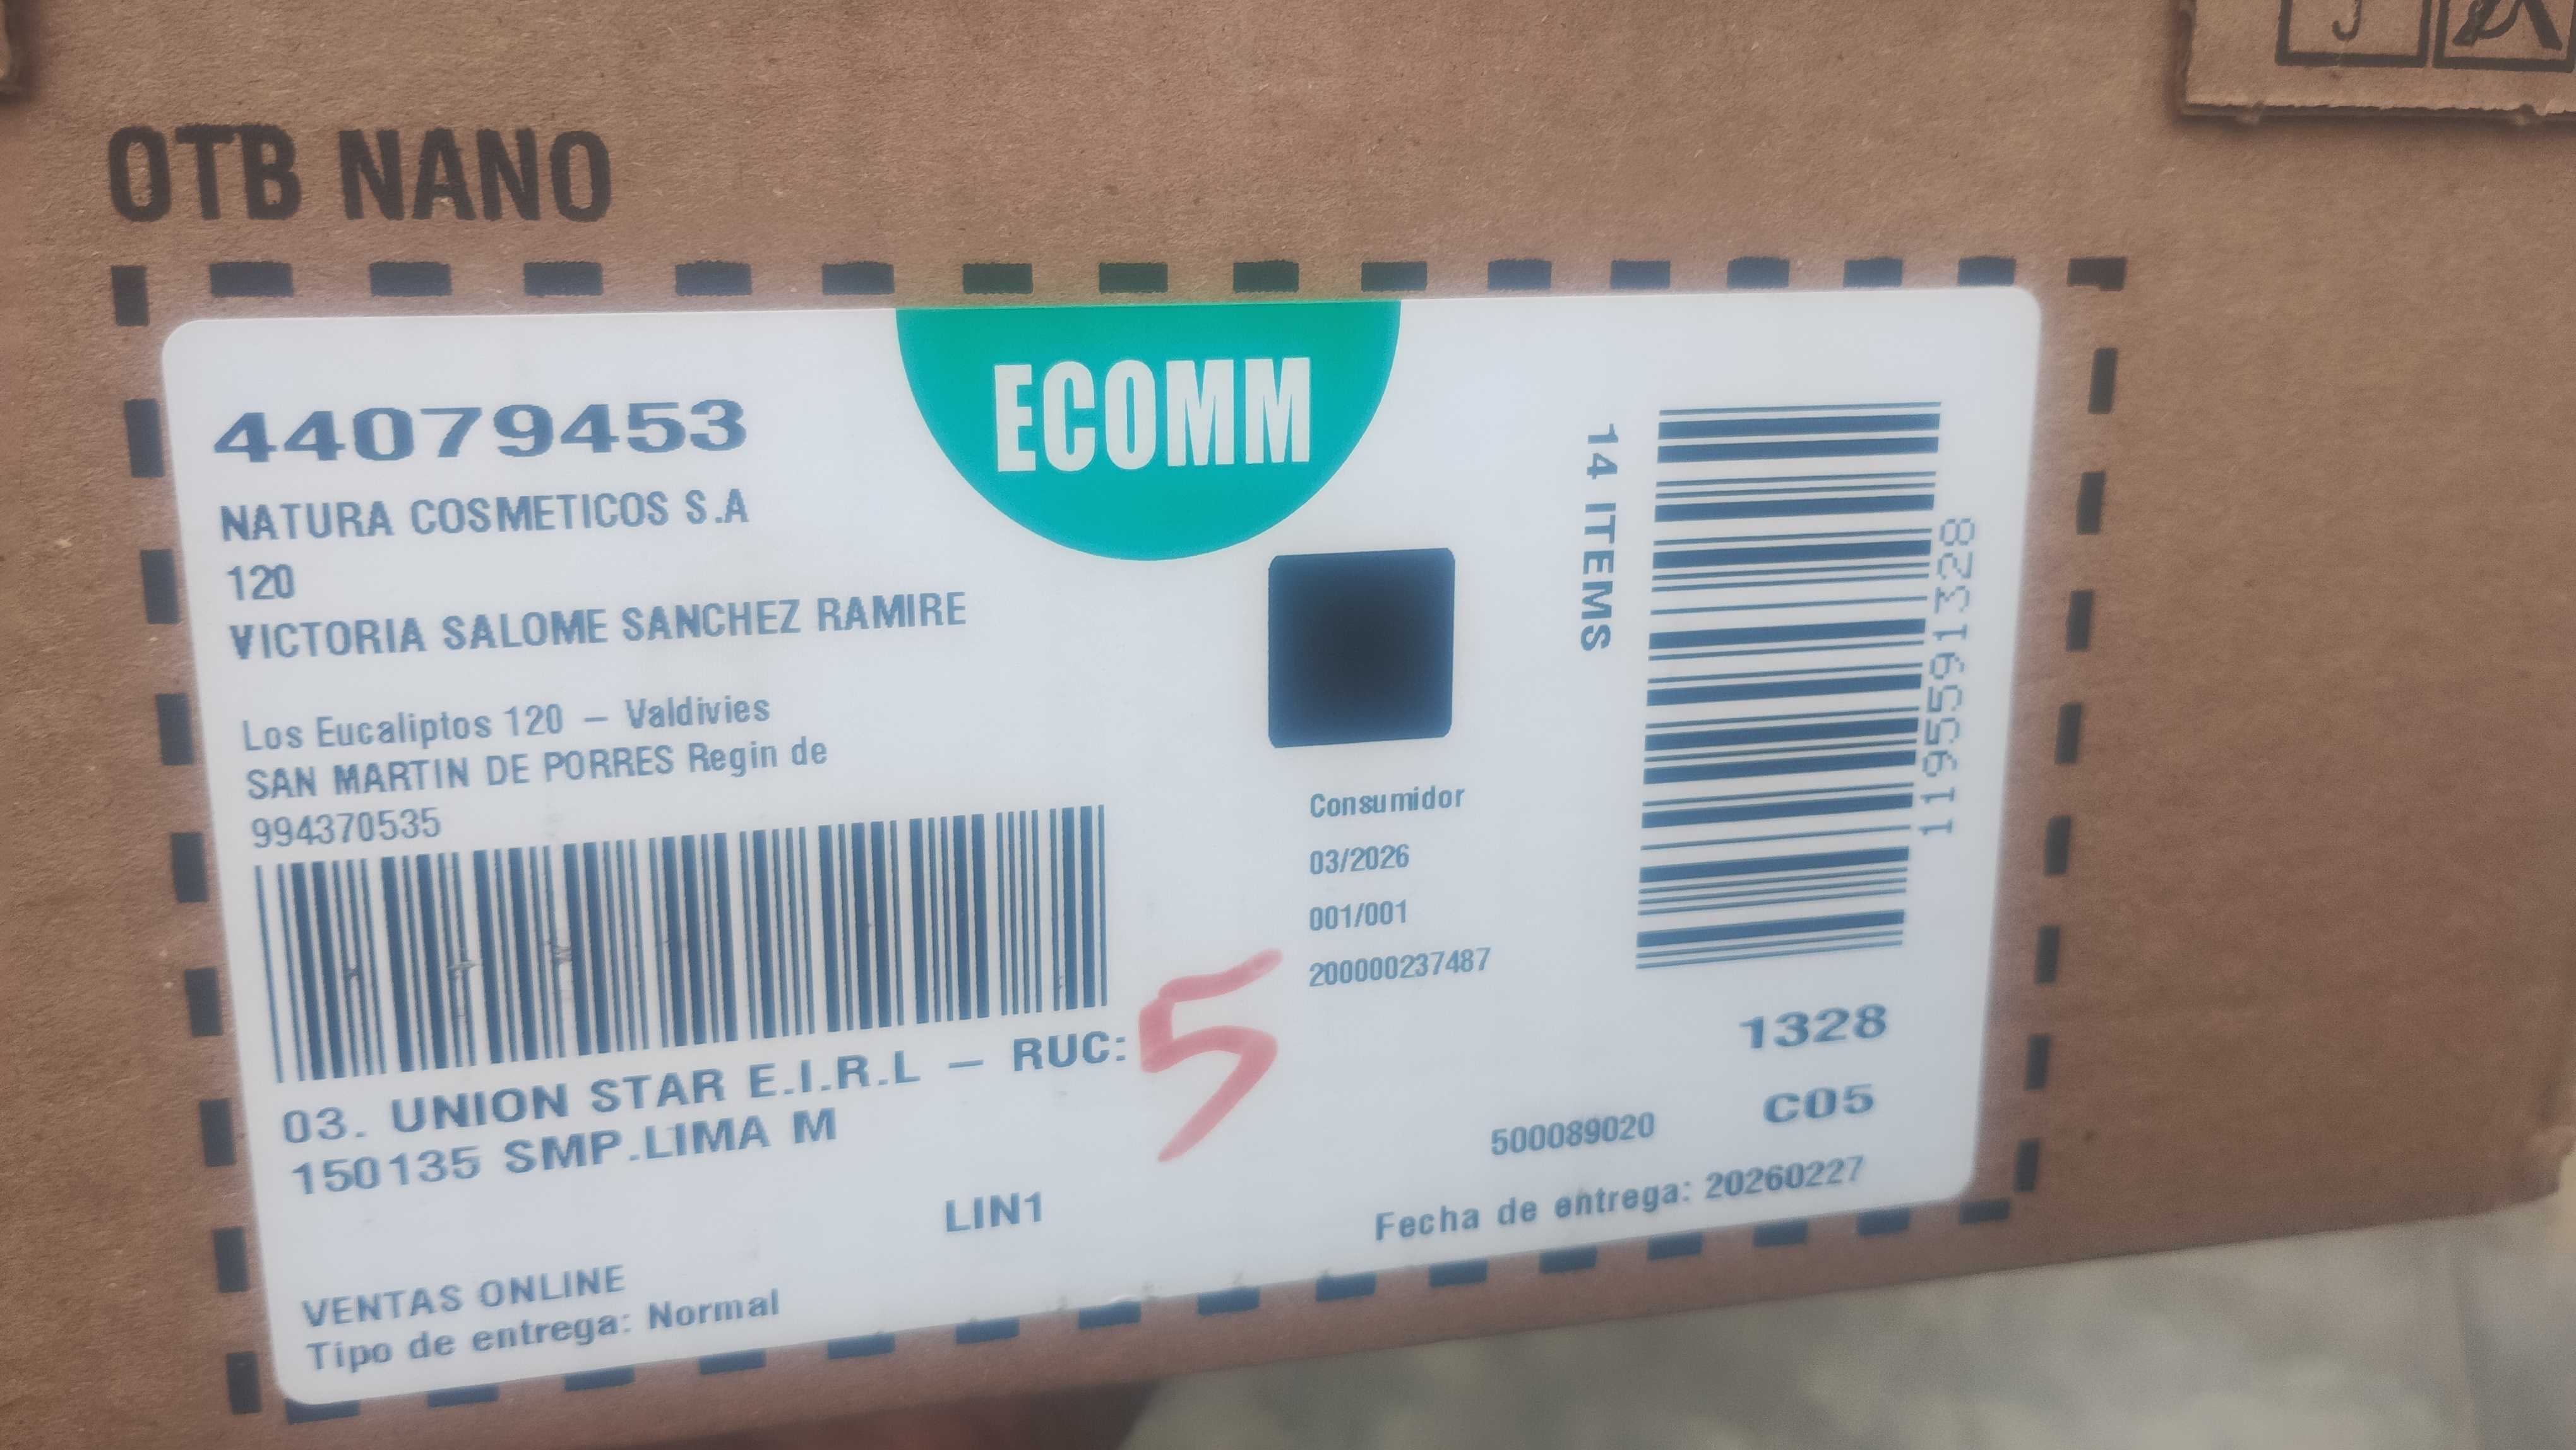 OTB NANO
ECOMM
44079453
NATURA COSMETICOS S.A
120
VICTORIA SALOME SANCHEZ RAMIRE
Los Eucaliptos 120 – Valdivies
SAN MARTIN DE PORRES Regin de
994370535
14 ITEMS
1195591328
Consumidor
03/2026
001/001
200000237487
5
03. UNION STAR E.I.R.L – RUC:
150135 SMP.LIMA M
1328
C05
500089020
LIN1
Fecha de entrega: 20260227
VENTAS ONLINE
Tipo de entrega: Normal